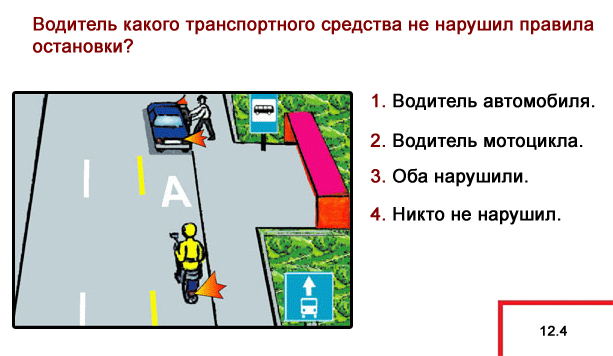 Водитель какого транспортного средства не нарушил правила
остановки?
1. Водитель автомобиля.
2. Водитель мотоцикла.
3. Оба нарушили.
4. Никто не нарушил.
А
12.4